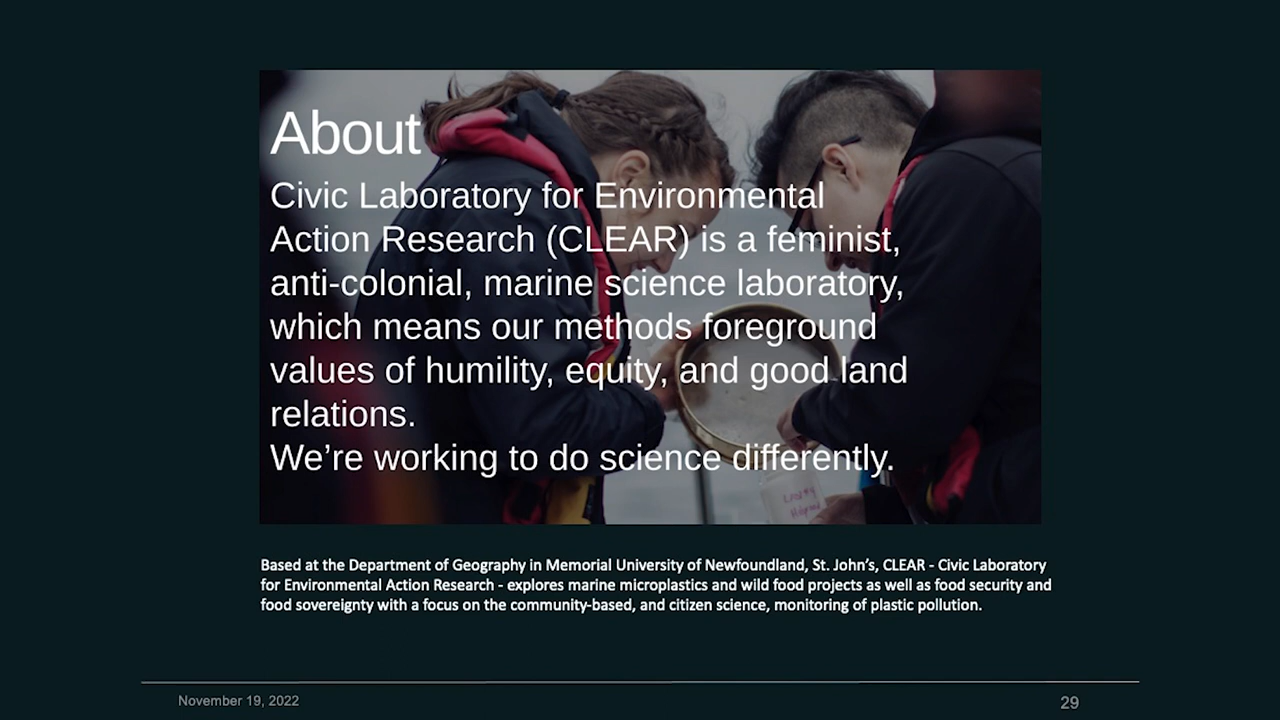 About
Civic Laboratory for Environmental
Action Research (CLEAR) is a feminist,
anti-colonial, marine science laboratory,
which means our methods foreground
values of humility, equity, and good land
relations.
We’re working to do science differently.
Based at the Department of Geography in Memorial University of Newfoundland, St. John’s, CLEAR - Civic Laboratory
for Environmental Action Research - explores marine microplastics and wild food projects as well as food security and
food sovereignty with a focus on the community-based, and citizen science, monitoring of plastic pollution.
November 19, 2022
29